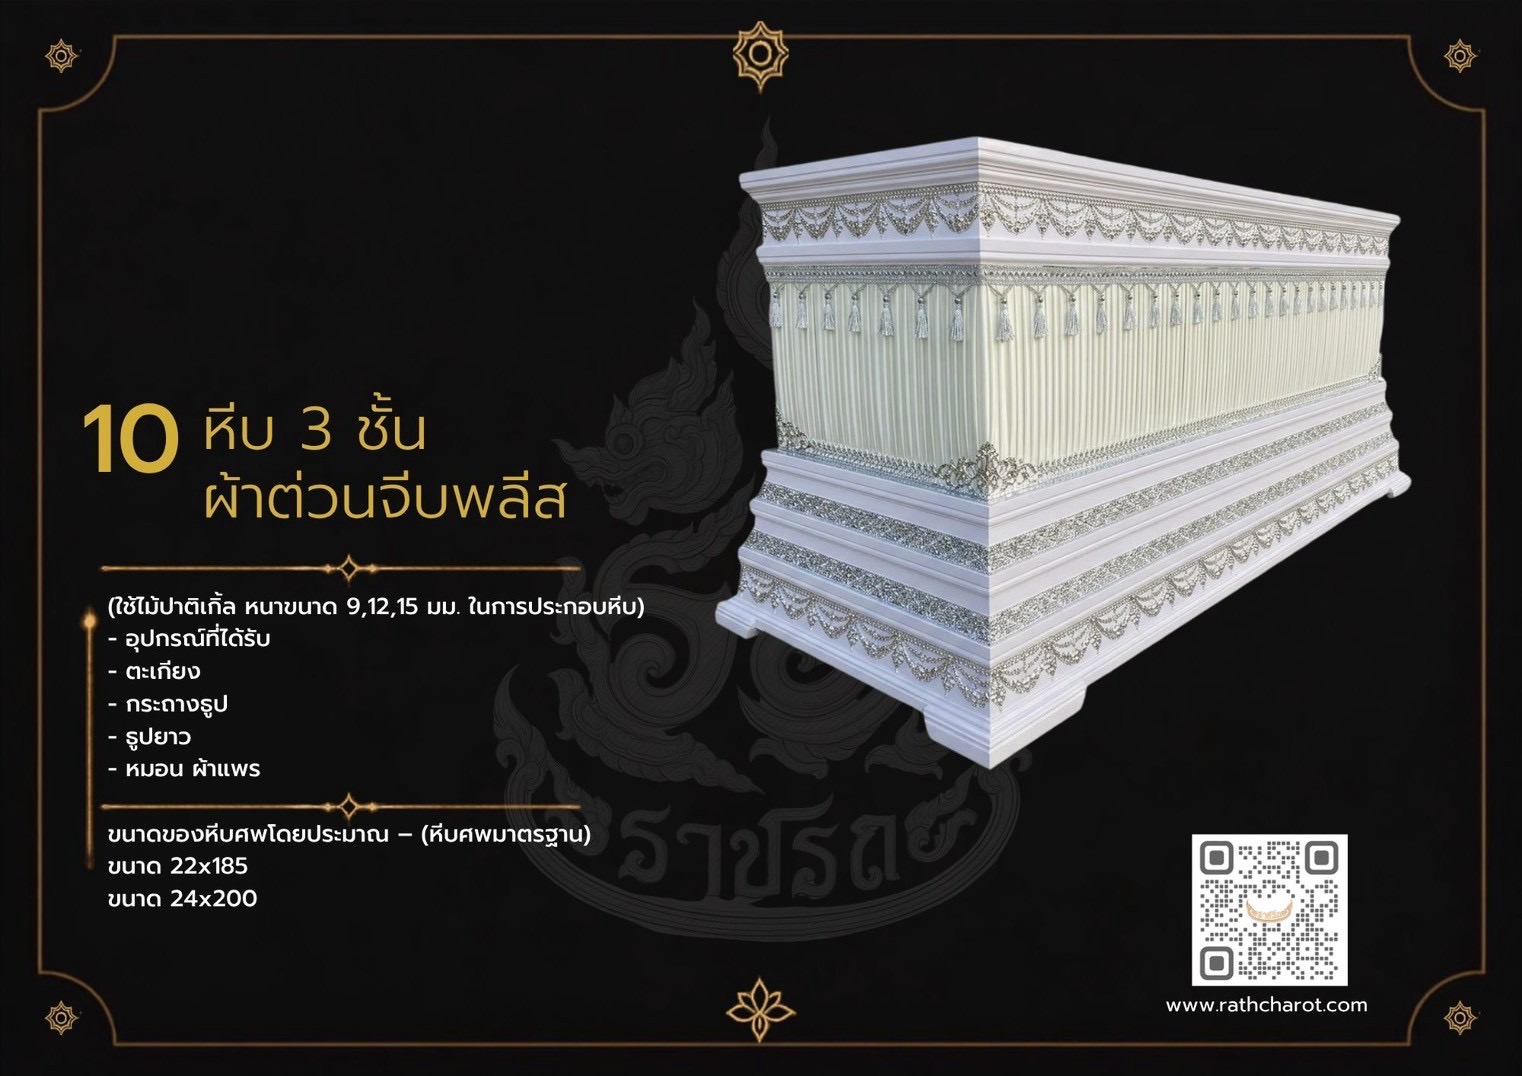 10 หีบ 3 ชั้น
ผ้าต่วนจีบพลีส
(ใช้ไม้ปาติเกิ้ล หนาขนาด 9,12,15 มม. ในการประกอบหีบ)
- อุปกรณ์ที่ได้รับ
- ตะเกียง
- กระถางธูป
- ธูปยาว
- หมอน ผ้าแพร
ขนาดของหีบศพโดยประมาณ – (หีบศพมาตรฐาน)
ขนาด 22x185
ขนาด 24x200
ราชรถ
www.rathcharot.com